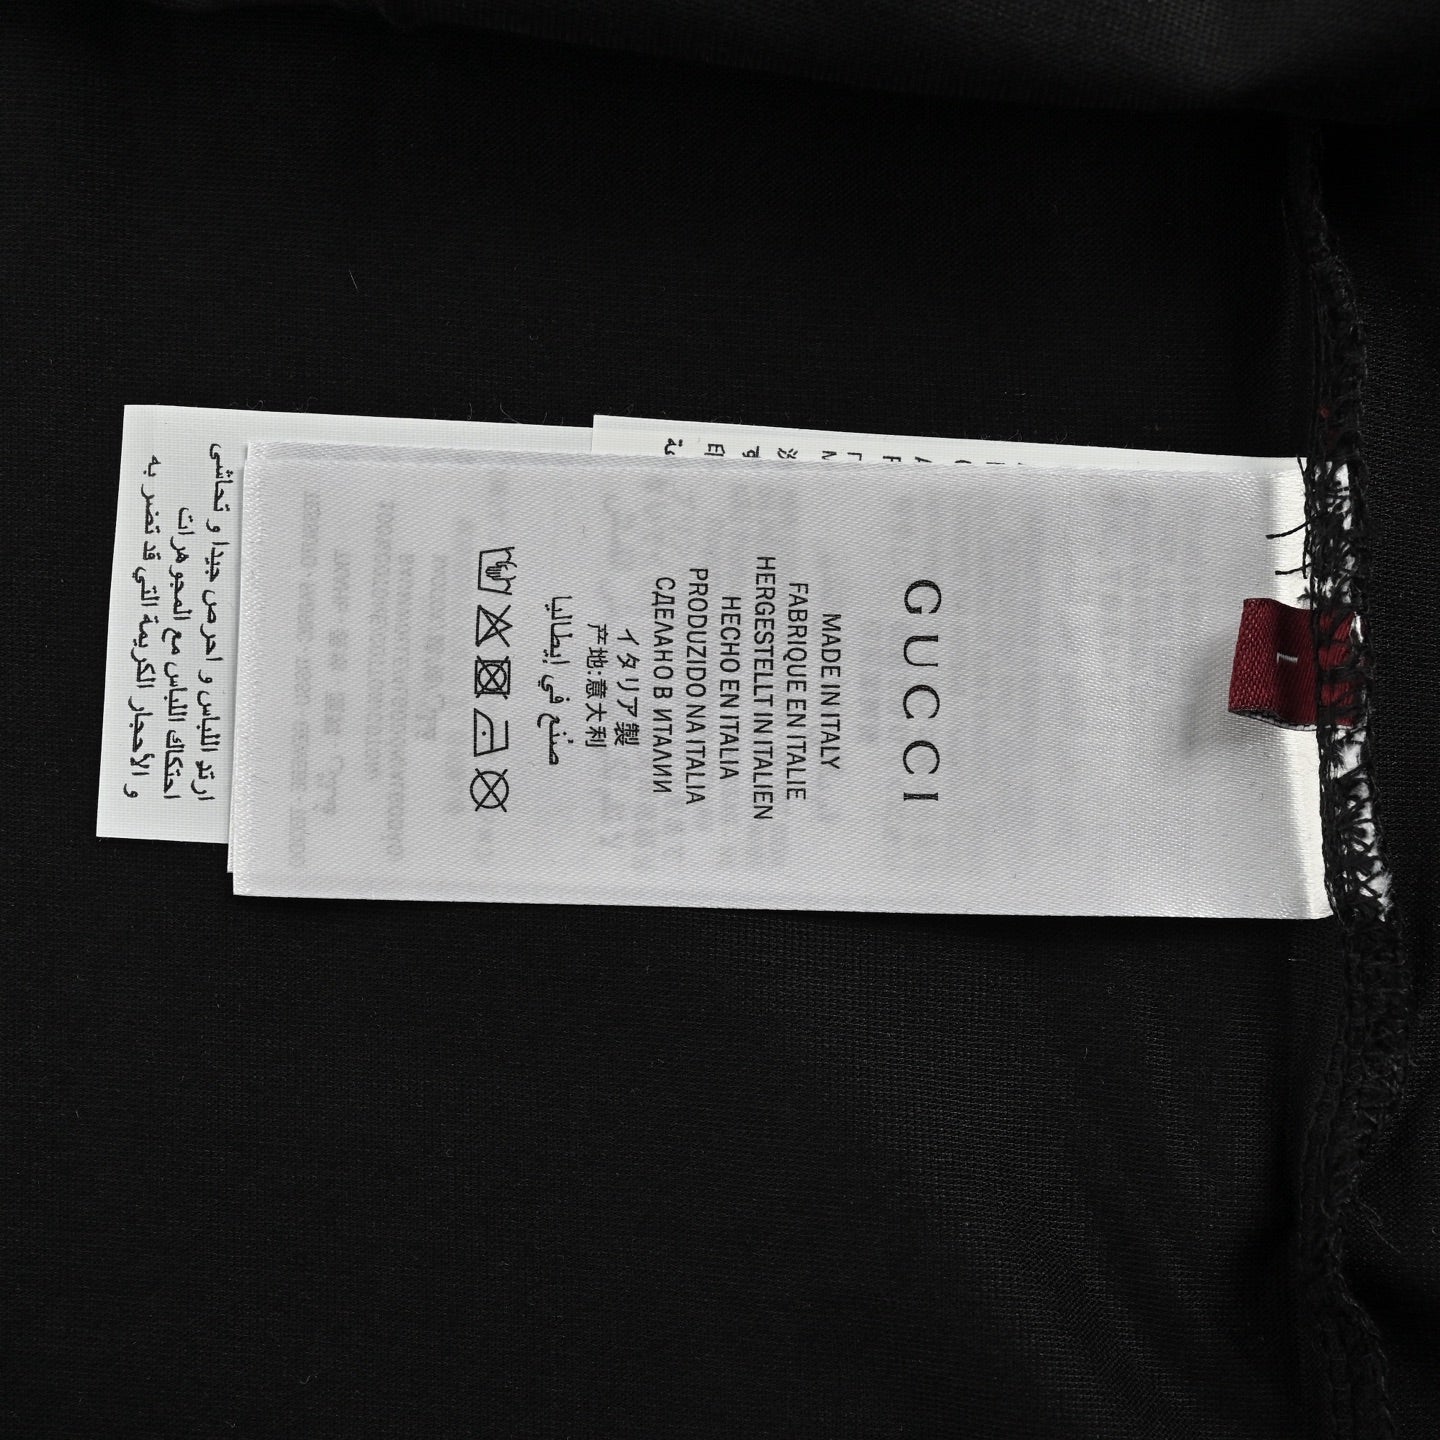 GUCCI
MADE IN ITALY
FABRIQUE EN ITALIE
HERGESTELLT IN ITALIEN
HECHO EN ITALIA
PRODUZIDO NA ITALIA
СДЕЛАНО В ИТАЛИИ
イタリア製
产地:意大利
صُنْع في إيطاليا
ارتد اللباس و احرص جيدا و تحاشى
احتكاك اللباس مع المجوهرات
و الأحجار الكريمة التي قد تضر به
L